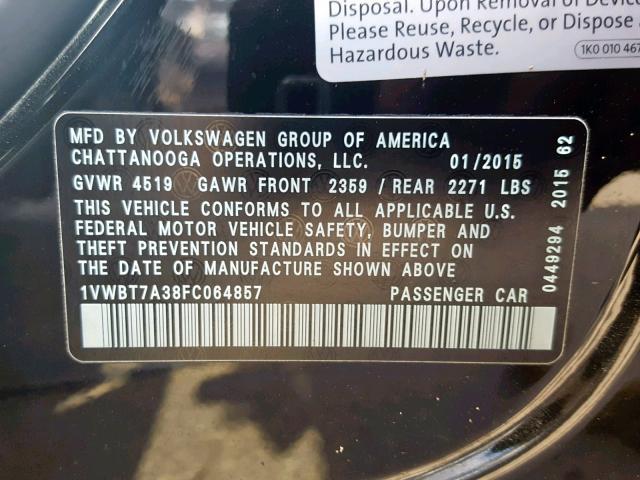 Disposal. Upon Removal of Device
Please Reuse, Recycle, or Dispose
Hazardous Waste.
1K0 010 467
MFD BY VOLKSWAGEN GROUP OF AMERICA
CHATTANOOGA OPERATIONS, LLC. 01/2015
GVWR 4519 GAWR FRONT 2359 / REAR 2271 LBS
THIS VEHICLE CONFORMS TO ALL APPLICABLE U.S.
FEDERAL MOTOR VEHICLE SAFETY, BUMPER AND
THEFT PREVENTION STANDARDS IN EFFECT ON
THE DATE OF MANUFACTURE SHOWN ABOVE
1VWBT7A38FC064857 PASSENGER CAR
0449294 2015 62